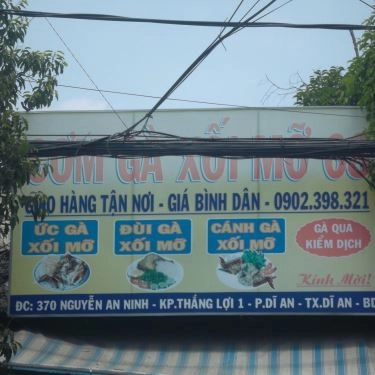 CƠM GÀ XỐI MỠ
GIAO HÀNG TẬN NƠI - GIÁ BÌNH DÂN - 0902.398.321
ỨC GÀ
XỐI MỠ
ĐÙI GÀ
XỐI MỠ
CÁNH GÀ
XỐI MỠ
GÀ QUA
KIỂM DỊCH
Kính Mời!
ĐC: 370 NGUYỄN AN NINH - KP.THẮNG LỢI 1 - P.DĨ AN - TX.DĨ AN - BD